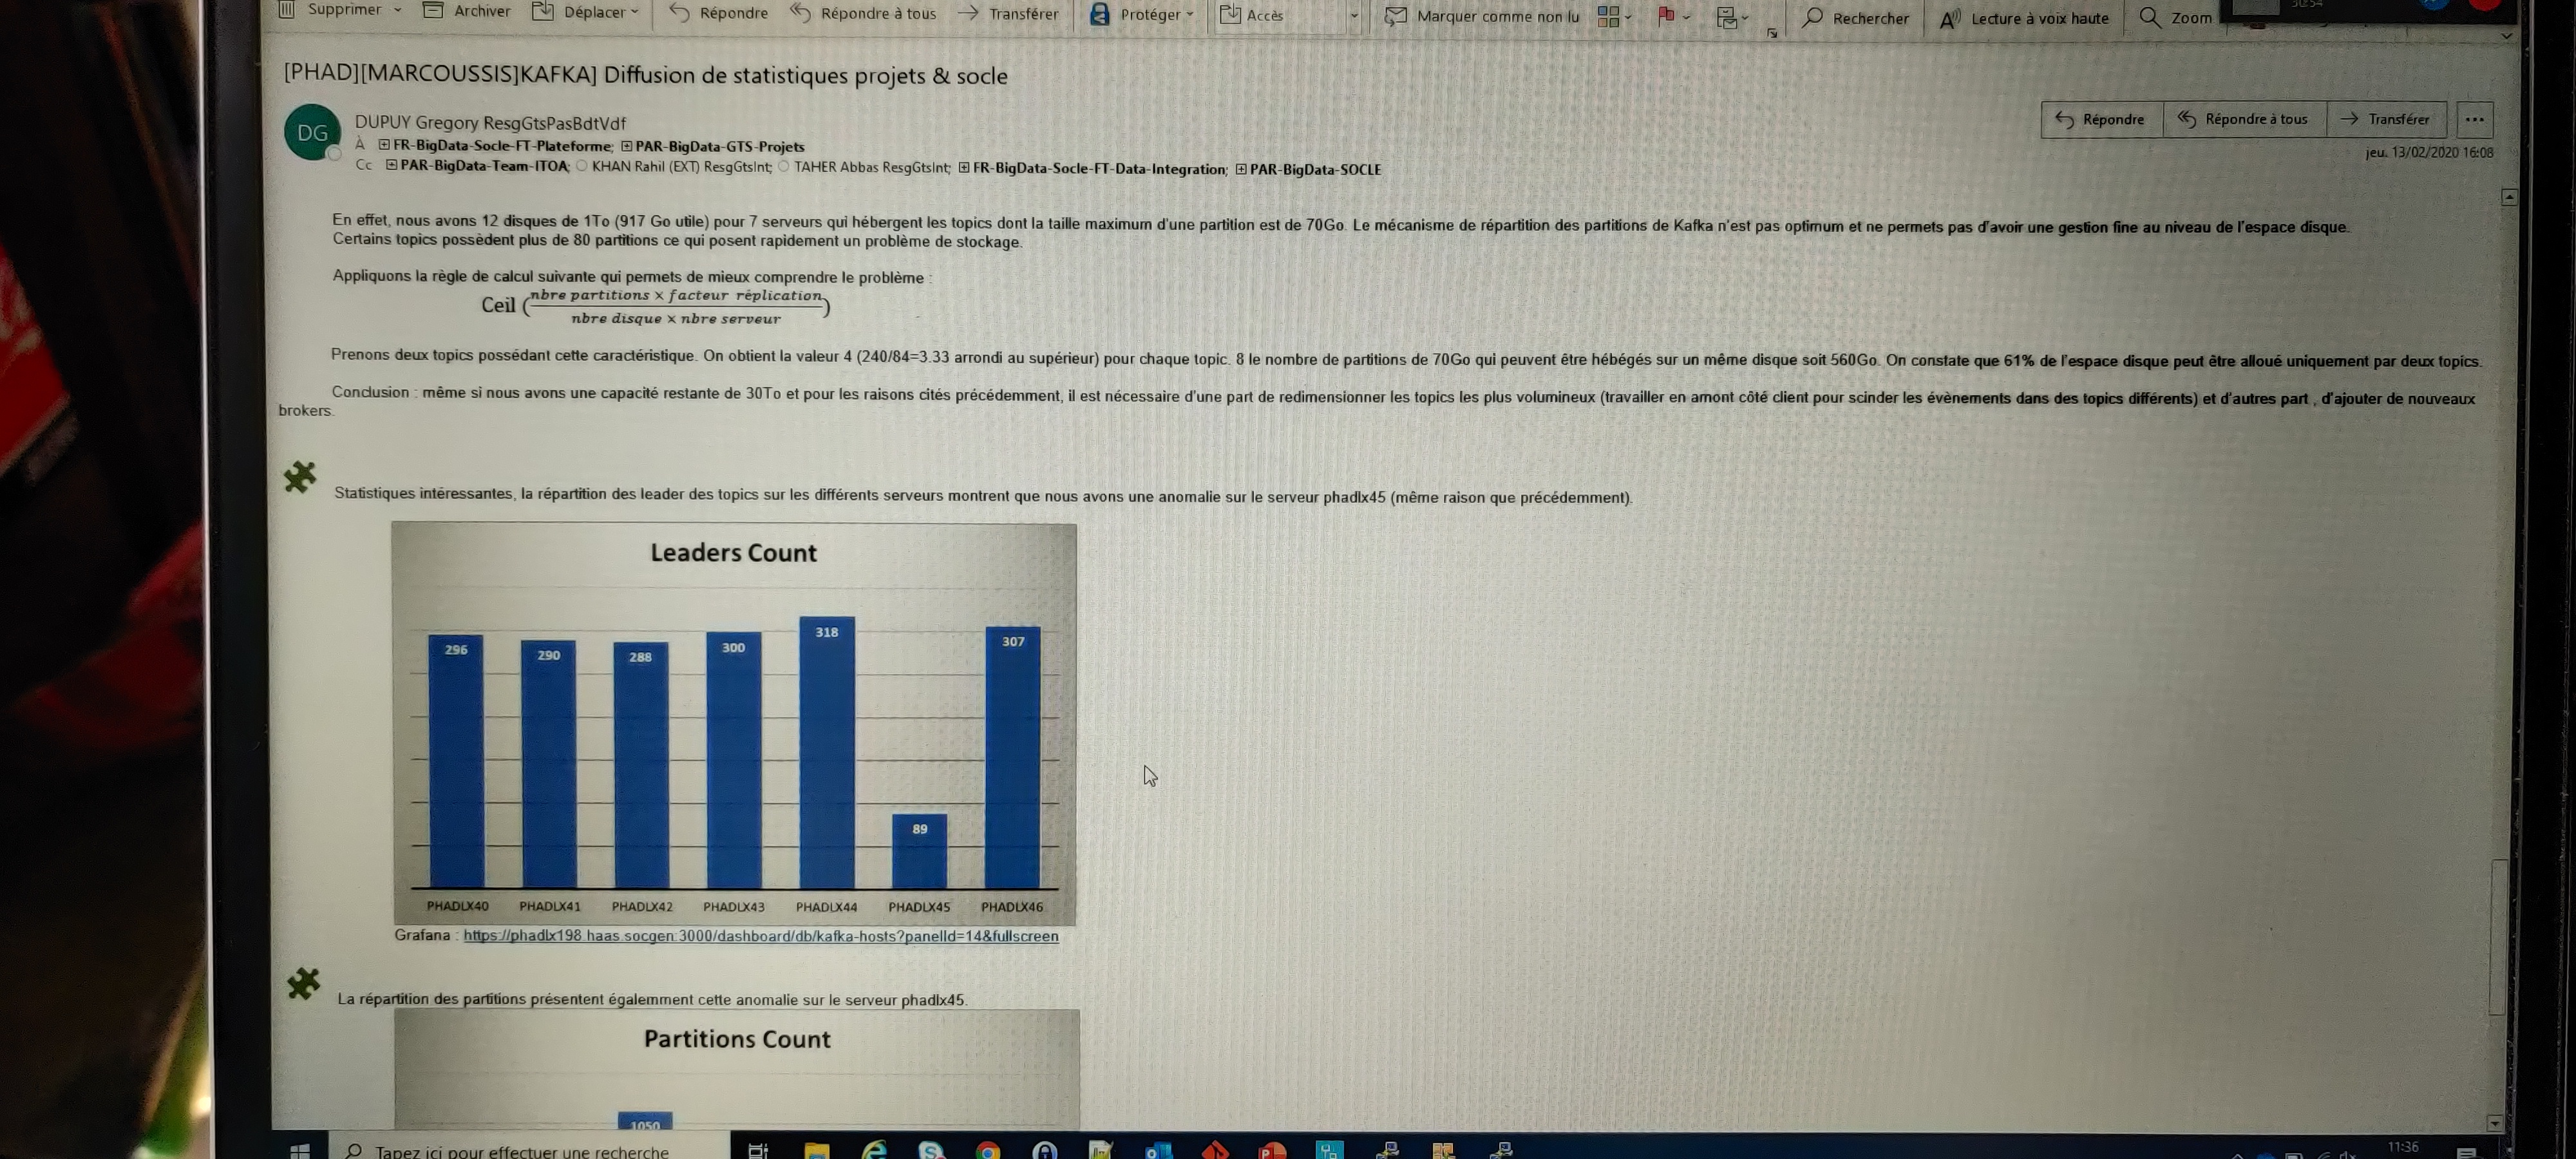 Supprimer
Archiver
Déplacer
Répondre
Répondre à tous
Transférer
Protéger
Accès
Marquer comme non lu
Rechercher
Lecture à voix haute
Zoom
[PHAD][MARCOUSSIS]KAFKA] Diffusion de statistiques projets & socle
DG
DUPUY Gregory ResgGtsPasBdtVdf
À FR-BigData-Socle-FT-Plateforme; PAR-BigData-GTS-Projets
Cc PAR-BigData-Team-ITOA; KHAN Rahil (EXT) ResgGtsInt; TAHER Abbas ResgGtsInt; FR-BigData-Socle-FT-Data-Integration; PAR-BigData-SOCLE
Répondre
Répondre à tous
Transférer
...
jeu. 13/02/2020 16:08
En effet, nous avons 12 disques de 1To (917 Go utile) pour 7 serveurs qui hébergent les topics dont la taille maximum d'une partition est de 70Go. Le mécanisme de répartition des partitions de Kafka n'est pas optimum et ne permets pas d'avoir une gestion fine au niveau de l'espace disque.
Certains topics possèdent plus de 80 partitions ce qui posent rapidement un problème de stockage.
Appliquons la règle de calcul suivante qui permets de mieux comprendre le problème :
Ceil (nbre partitions × facteur réplication
nbre disque × nbre serveur)
Prenons deux topics possédant cette caractéristique. On obtient la valeur 4 (240/84=3.33 arrondi au supérieur) pour chaque topic. 8 le nombre de partitions de 70Go qui peuvent être hébégés sur un même disque soit 560Go. On constate que 61% de l'espace disque peut être alloué uniquement par deux topics.
Conclusion : même si nous avons une capacité restante de 30To et pour les raisons cités précédemment, il est nécessaire d'une part de redimensionner les topics les plus volumineux (travailler en amont côté client pour scinder les évènements dans des topics différents) et d'autres part , d'ajouter de nouveaux
brokers.
Statistiques intéressantes, la répartition des leader des topics sur les différents serveurs montrent que nous avons une anomalie sur le serveur phadlx45 (même raison que précédemment).
Leaders Count
296
290
288
300
318
89
307
PHADLX40
PHADLX41
PHADLX42
PHADLX43
PHADLX44
PHADLX45
PHADLX46
Grafana : https://phadlx198.haas.socgen:3000/dashboard/db/kafka-hosts?panelId=14&fullscreen
La répartition des partitions présentent égalemment cette anomalie sur le serveur phadlx45.
Partitions Count
1050
Tapez ici pour effectuer une recherche
11:36